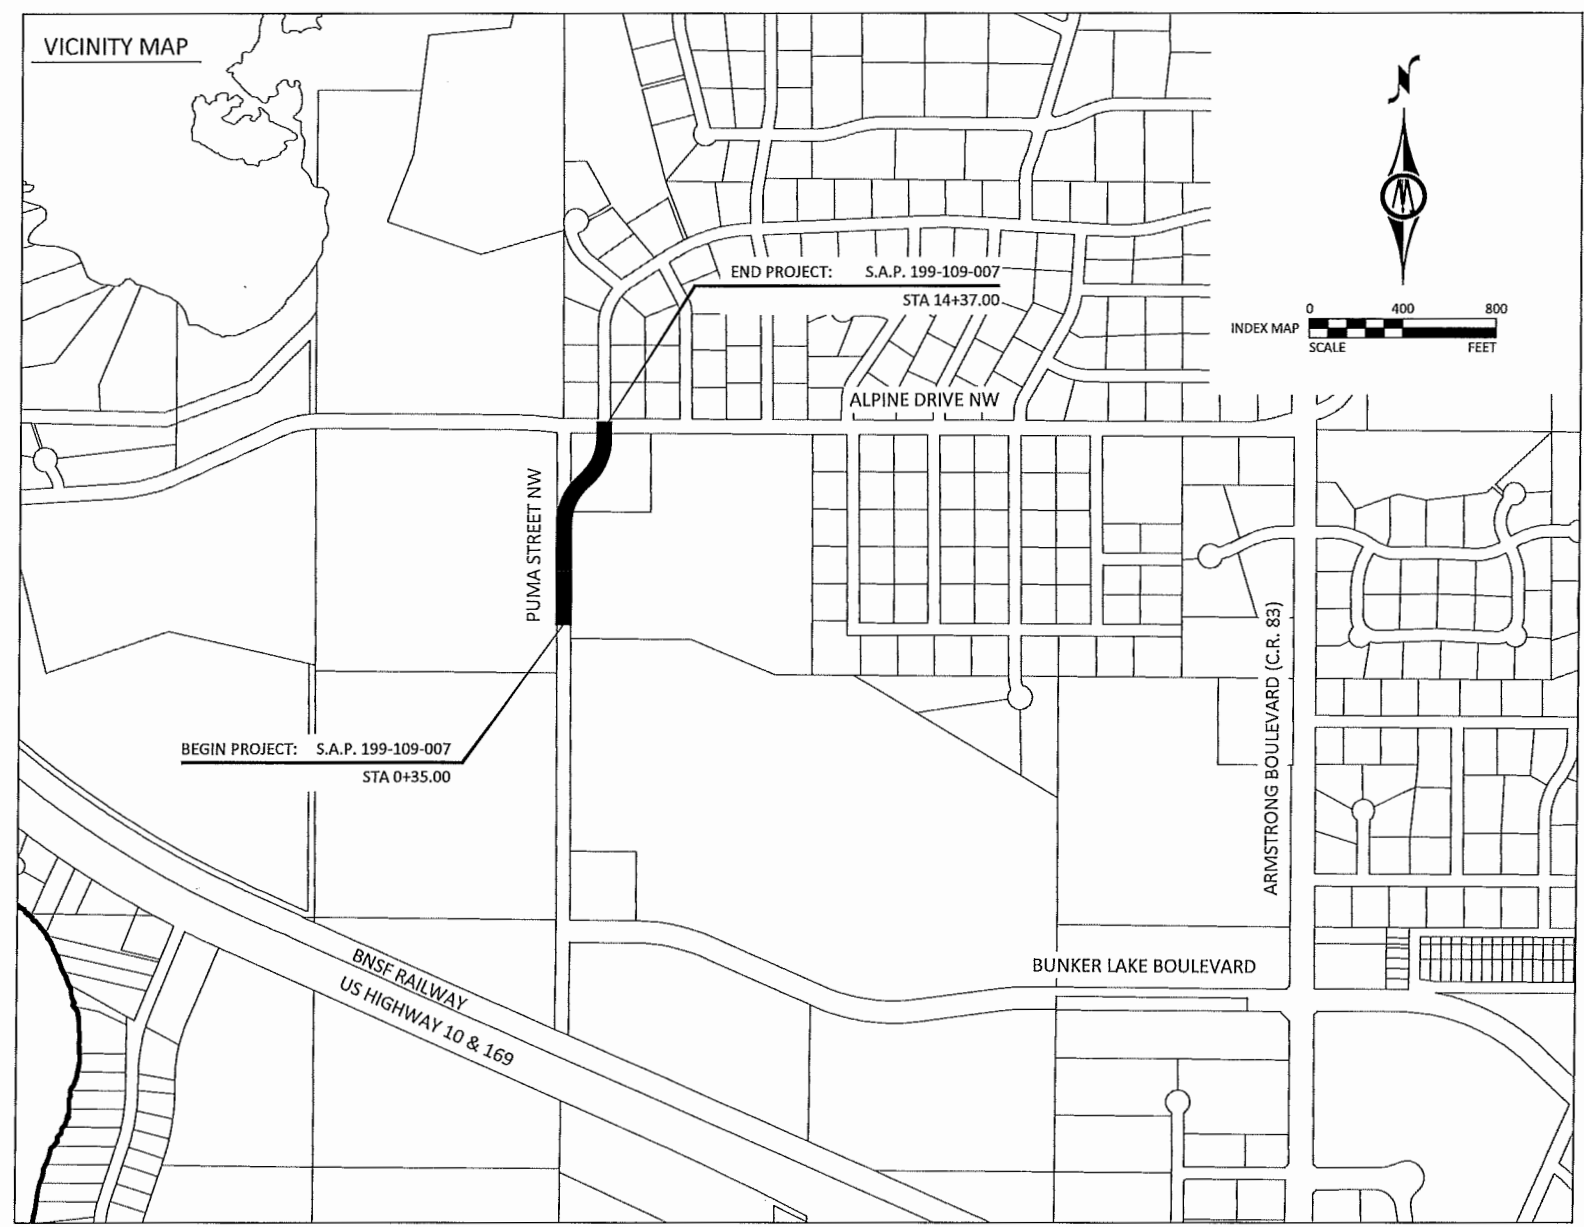 VICINITY MAP
N
END PROJECT: S.A.P. 199-109-007
STA 14+37.00
0 400 800
INDEX MAP
SCALE FEET
ALPINE DRIVE NW
PUMA STREET NW
ARMSTRONG BOULEVARD (C.R. 83)
BEGIN PROJECT: S.A.P. 199-109-007
STA 0+35.00
BNSF RAILWAY
US HIGHWAY 10 & 169
BUNKER LAKE BOULEVARD